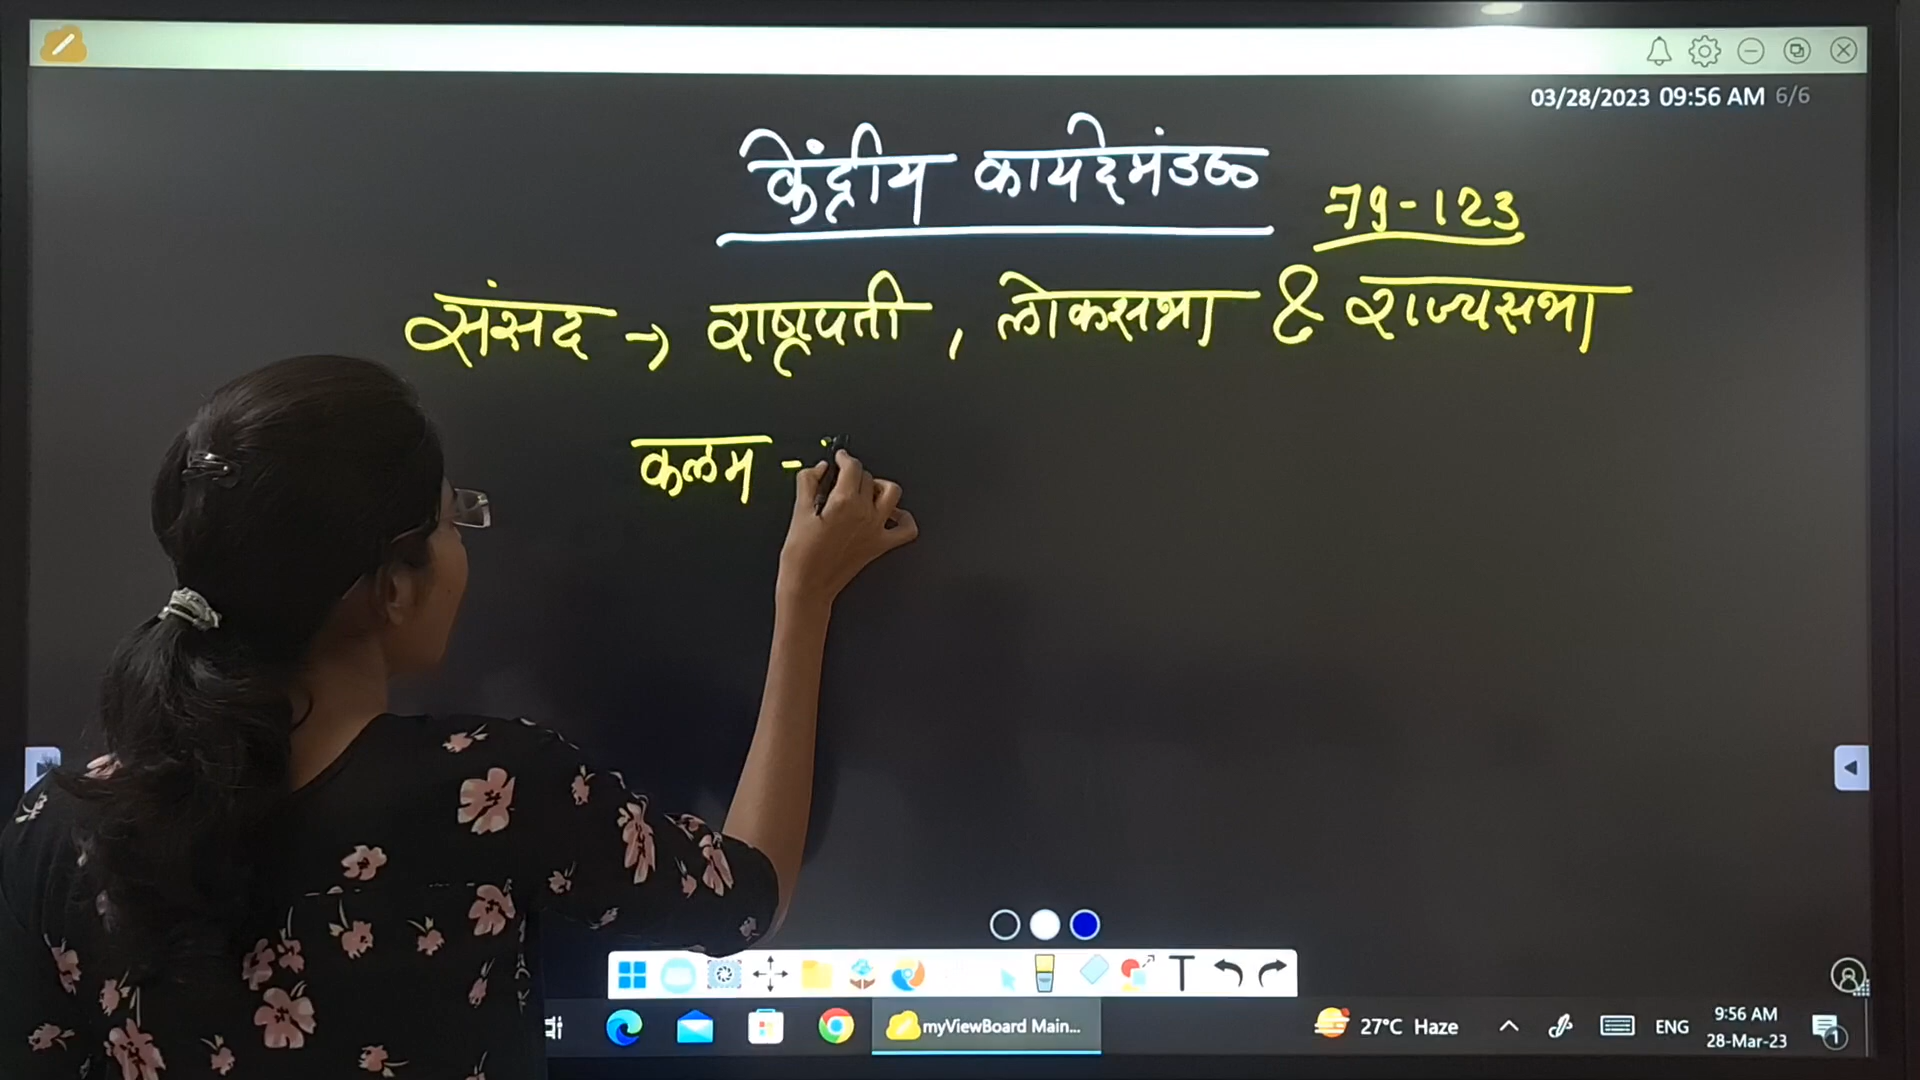 03/28/2023 09:56 AM 6/6
केंद्रीय कायदेमंडळ
79-123
संसद → राष्ट्रपती , लोकसभा & राज्यसभा
कलम -
T
myViewBoard Main...
27°C Haze
ENG
9:56 AM
28-Mar-23
1